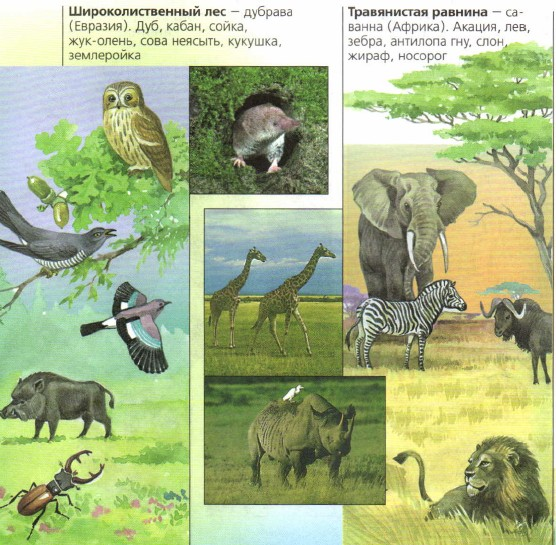 Широколиственный лес – дубрава
(Евразия). Дуб, кабан, сойка,
жук-олень, сова неясыть, кукушка,
землеройка
Травянистая равнина – са-
ванна (Африка). Акация, лев,
зебра, антилопа гну, слон,
жираф, носорог